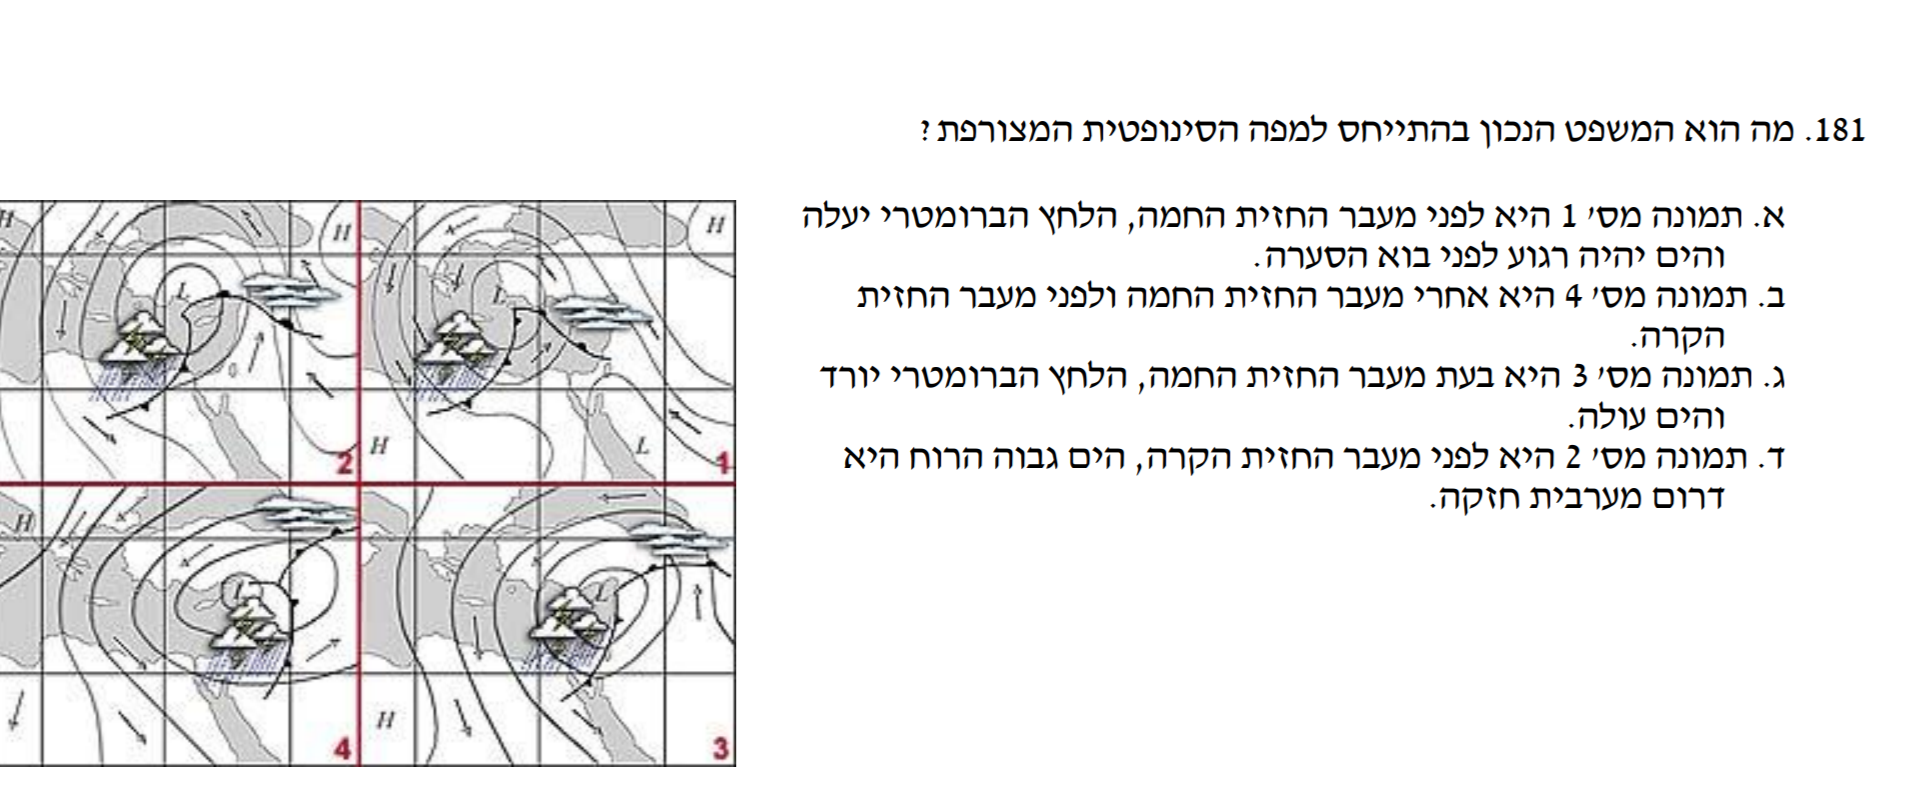 181. מה הוא המשפט הנכון בהתייחס למפה הסינופטית המצורפת?
א. תמונה מס' 1 היא לפני מעבר החזית החמה, הלחץ הברומטרי יעלה
והים יהיה רגוע לפני בוא הסערה.
ב. תמונה מס' 4 היא אחרי מעבר החזית החמה ולפני מעבר החזית
הקרה.
ג. תמונה מס' 3 היא בעת מעבר החזית החמה, הלחץ הברומטרי יורד
והים עולה.
ד. תמונה מס' 2 היא לפני מעבר החזית הקרה, הים גבוה הרוח היא
דרום מערבית חזקה.
H H L 2
H L H L 1
H L 4
L H 3